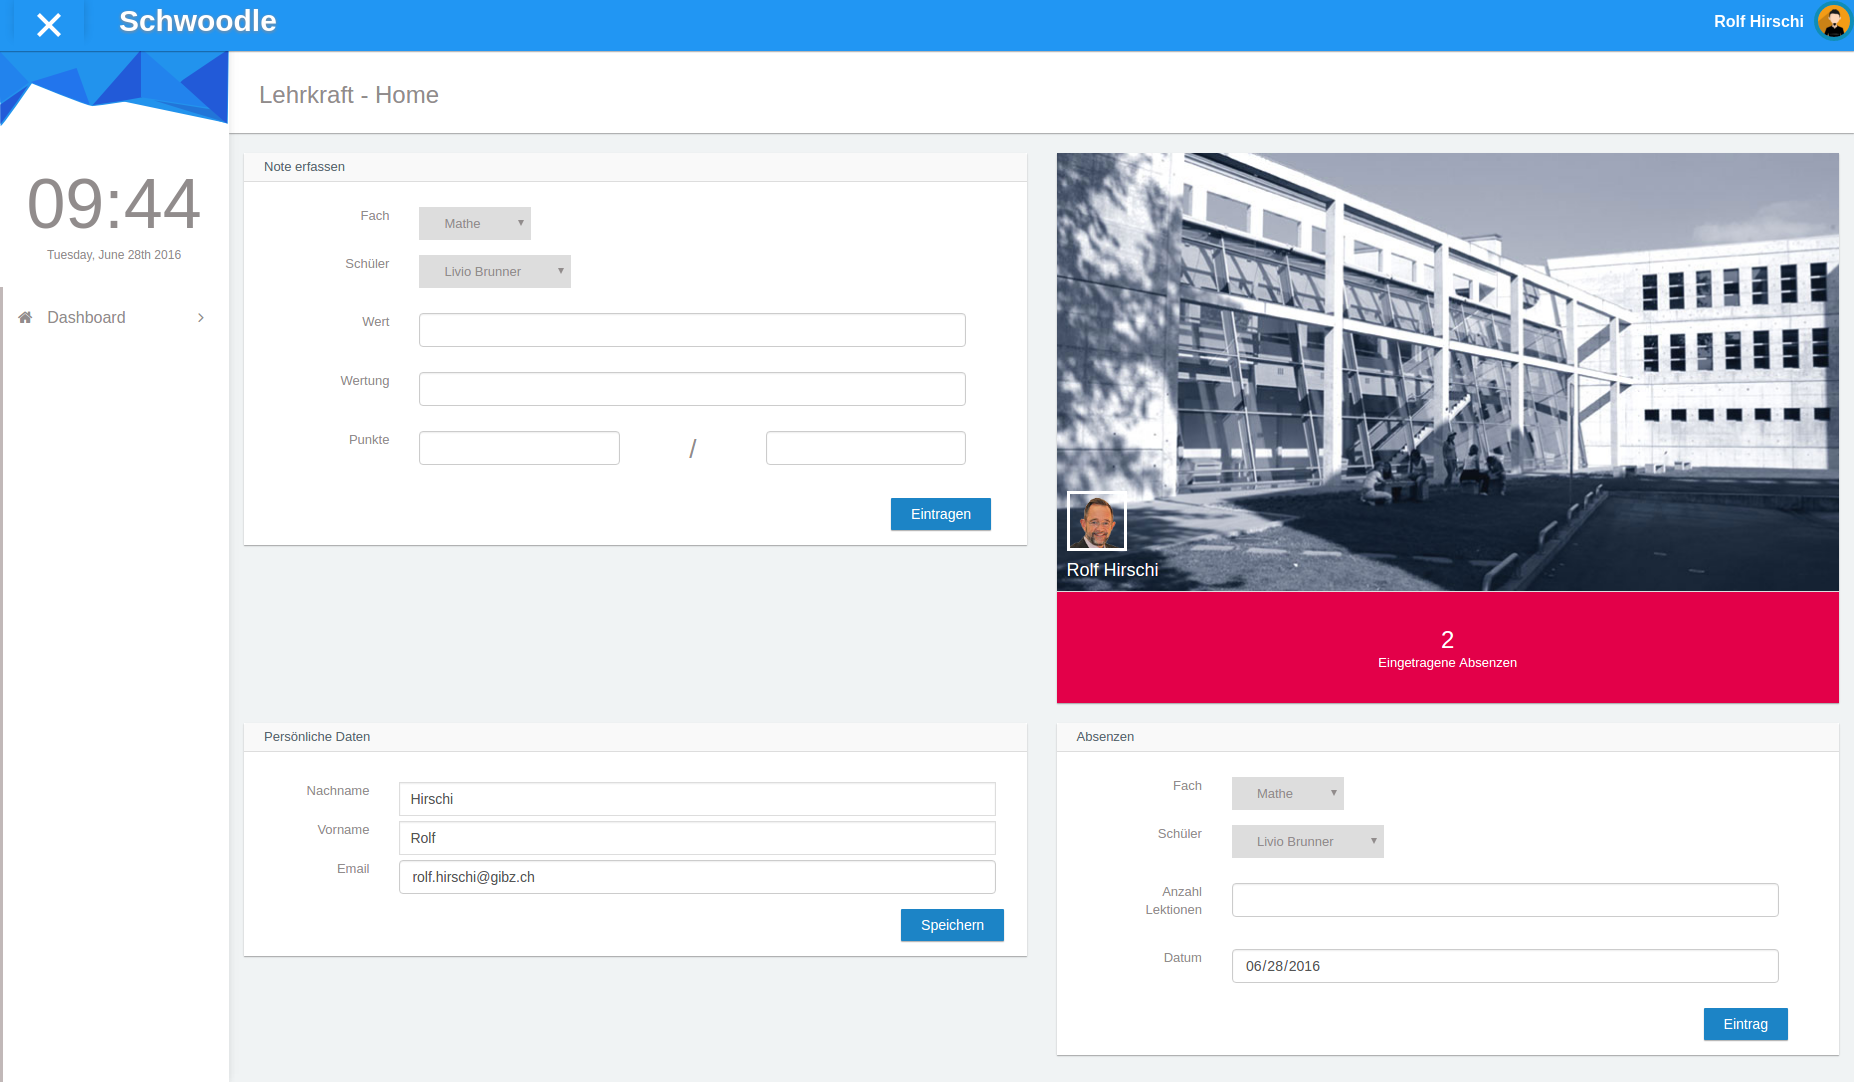 Schwoodle
Rolf Hirschi
Lehrkraft - Home
09:44
Tuesday, June 28th 2016
Dashboard
Note erfassen
Fach
Mathe
Schüler
Livio Brunner
Wert
Wertung
Punkte
/
Eintragen
Rolf Hirschi
2
Eingetragene Absenzen
Persönliche Daten
Nachname
Hirschi
Vorname
Rolf
Email
rolf.hirschi@gibz.ch
Speichern
Absenzen
Fach
Mathe
Schüler
Livio Brunner
Anzahl
Lektionen
Datum
06/28/2016
Eintrag